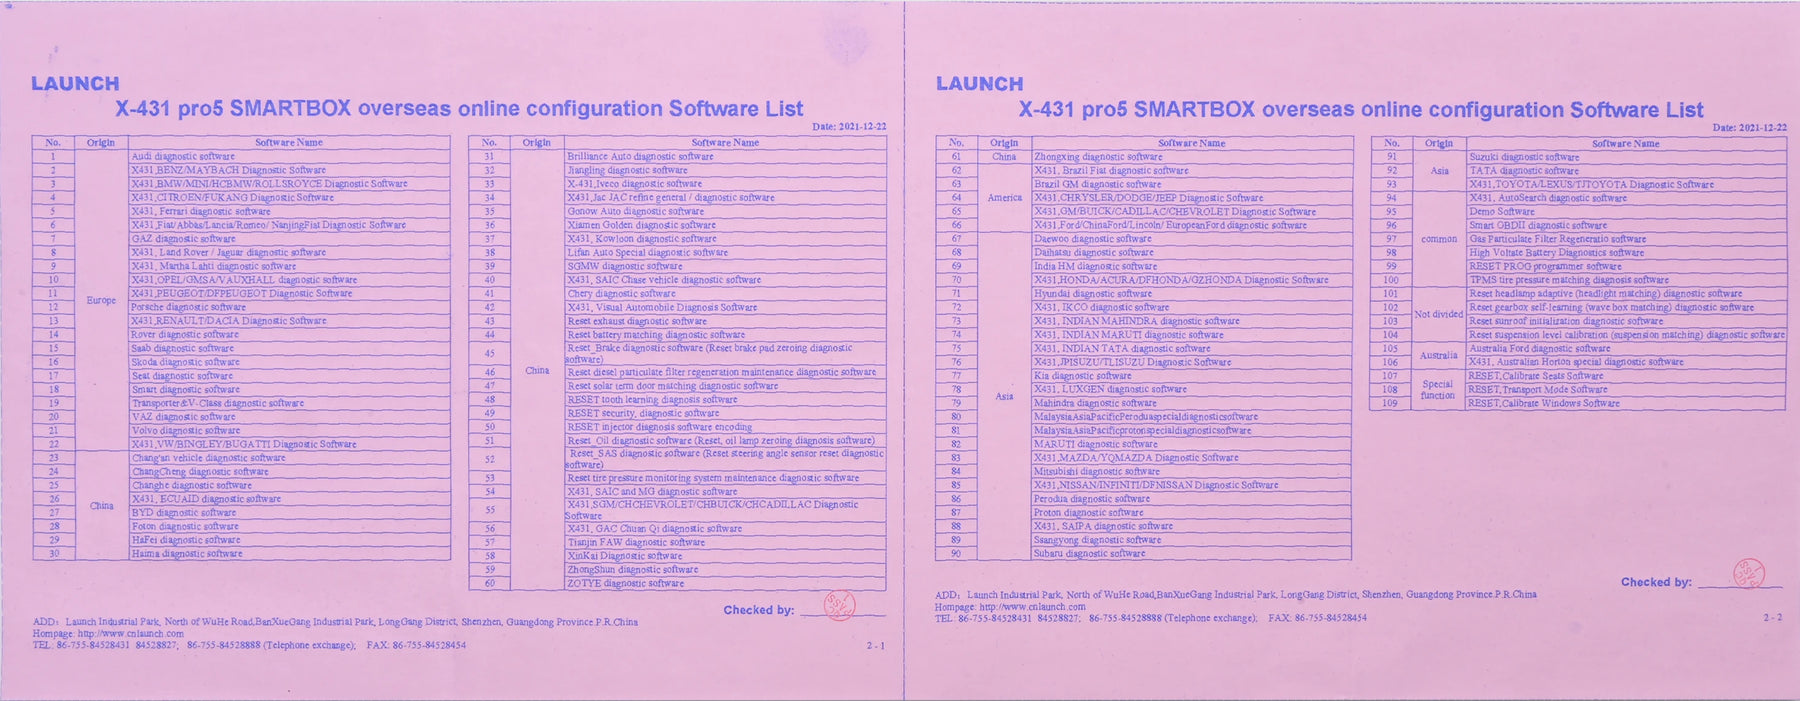 LAUNCH
X-431 pro5 SMARTBOX overseas online configuration Software List
Date: 2021-12-22
No. Origin Software Name
Europe
1 Audi diagnostic software
2 X431,BENZ/MAYBACH Diagnostic Software
3 X431,BMW/MINI/HCBMW/ROLLSROYCE Diagnostic Software
4 X431,CITROEN/FUKANG Diagnostic Software
5 X431, Ferrari diagnostic software
6 X431,Fiat/Abbas/Lancia/Romeo/ NanjingFiat Diagnostic Software
7 GAZ diagnostic software
8 X431, Land Rover / Jaguar diagnostic software
9 X431, Martha Lahti diagnostic software
10 X431,OPEL/GMSA/VAUXHALL diagnostic software
11 X431,PEUGEOT/DFPEUGEOT Diagnostic Software
12 Porsche diagnostic software
13 X431,RENAULT/DACIA Diagnostic Software
14 Rover diagnostic software
15 Saab diagnostic software
16 Skoda diagnostic software
17 Seat diagnostic software
18 Smart diagnostic software
19 Transporter&V-Class diagnostic software
20 VAZ diagnostic software
21 Volvo diagnostic software
22 X431,VW/BINGLEY/BUGATTI Diagnostic Software
China
23 Chang'an vehicle diagnostic software
24 ChangCheng diagnostic software
25 Changhe diagnostic software
26 X431, ECUAID diagnostic software
27 BYD diagnostic software
28 Foton diagnostic software
29 HaFei diagnostic software
30 Haima diagnostic software
No. Origin Software Name
China
31 Brilliance Auto diagnostic software
32 Jiangling diagnostic software
33 X-431,Iveco diagnostic software
34 X431,Jac JAC refine general / diagnostic software
35 Gonow Auto diagnostic software
36 Xiamen Golden diagnostic software
37 X431, Kowloon diagnostic software
38 Lifan Auto Special diagnostic software
39 SGMW diagnostic software
40 X431, SAIC Chase vehicle diagnostic software
41 Chery diagnostic software
42 X431, Visual Automobile Diagnosis Software
43 Reset exhaust diagnostic software
44 Reset battery matching diagnostic software
45 Reset_Brake diagnostic software (Reset brake pad zeroing diagnostic
software)
46 Reset diesel particulate filter regeneration maintenance diagnostic software
47 Reset solar term door matching diagnostic software
48 RESET tooth learning diagnosis software
49 RESET security, diagnostic software
50 RESET injector diagnosis software encoding
51 Reset_Oil diagnostic software (Reset, oil lamp zeroing diagnosis software)
52 Reset_SAS diagnostic software (Reset steering angle sensor reset diagnostic
software)
53 Reset tire pressure monitoring system maintenance diagnostic software
54 X431, SAIC and MG diagnostic software
55 X431,SGM/CHCHEVROLET/CHBUICK/CHCADILLAC Diagnostic
Software
56 X431, GAC Chuan Qi diagnostic software
57 Tianjin FAW diagnostic software
58 XinKai Diagnostic software
59 ZhongShun diagnostic software
60 ZOTYE diagnostic software
Checked by:
ADD: Launch Industrial Park, North of WuHe Road,BanXueGang Industrial Park, LongGang District, Shenzhen, Guangdong Province.P.R.China
Hompage: http://www.cnlaunch.com
TEL: 86-755-84528431 84528827; 86-755-84528888 (Telephone exchange); FAX: 86-755-84528454
2 - 1
LAUNCH
X-431 pro5 SMARTBOX overseas online configuration Software List
Date: 2021-12-22
No. Origin Software Name
61 China Zhongxing diagnostic software
America
62 X431, Brazil Fiat diagnostic software
63 Brazil GM diagnostic software
64 X431,CHRYSLER/DODGE/JEEP Diagnostic Software
65 X431,GM/BUICK/CADILLAC/CHEVROLET Diagnostic Software
66 X431,Ford/ChinaFord/Lincoln/ EuropeanFord diagnostic software
Asia
67 Daewoo diagnostic software
68 Daihatsu diagnostic software
69 India HM diagnostic software
70 X431,HONDA/ACURA/DFHONDA/GZHONDA Diagnostic Software
71 Hyundai diagnostic software
72 X431, IKCO diagnostic software
73 X431, INDIAN MAHINDRA diagnostic software
74 X431, INDIAN MARUTI diagnostic software
75 X431, INDIAN TATA diagnostic software
76 X431,JPISUZU/TLISUZU Diagnostic Software
77 Kia diagnostic software
78 X431, LUXGEN diagnostic software
79 Mahindra diagnostic software
80 MalaysiaAsiaPacificPeroduaspecialdiagnosticsoftware
81 MalaysiaAsiaPacificprotonspecialdiagnosticsoftware
82 MARUTI diagnostic software
83 X431,MAZDA/YQMAZDA Diagnostic Software
84 Mitsubishi diagnostic software
85 X431,NISSAN/INFINITI/DFNISSAN Diagnostic Software
86 Perodua diagnostic software
87 Proton diagnostic software
88 X431, SAIPA diagnostic software
89 Ssangyong diagnostic software
90 Subaru diagnostic software
No. Origin Software Name
Asia
91 Suzuki diagnostic software
92 TATA diagnostic software
93 X431,TOYOTA/LEXUS/TJTOYOTA Diagnostic Software
common
94 X431, AutoSearch diagnostic software
95 Demo Software
96 Smart OBDII diagnostic software
97 Gas Particulate Filter Regeneratio software
98 High Voltate Battery Diagnostics software
99 RESET PROG programmer software
100 TPMS tire pressure matching diagnosis software
Not divided
101 Reset headlamp adaptive (headlight matching) diagnostic software
102 Reset gearbox self-learning (wave box matching) diagnostic software
103 Reset sunroof initialization diagnostic software
104 Reset suspension level calibration (suspension matching) diagnostic software
Australia
105 Australia Ford diagnostic software
106 X431, Australian Horton special diagnostic software
Special
function
107 RESET,Calibrate Seats Software
108 RESET,Transport Mode Software
109 RESET,Calibrate Windows Software
Checked by:
ADD: Launch Industrial Park, North of WuHe Road,BanXueGang Industrial Park, LongGang District, Shenzhen, Guangdong Province.P.R.China
Hompage: http://www.cnlaunch.com
TEL: 86-755-84528431 84528827; 86-755-84528888 (Telephone exchange); FAX: 86-755-84528454
2 - 2